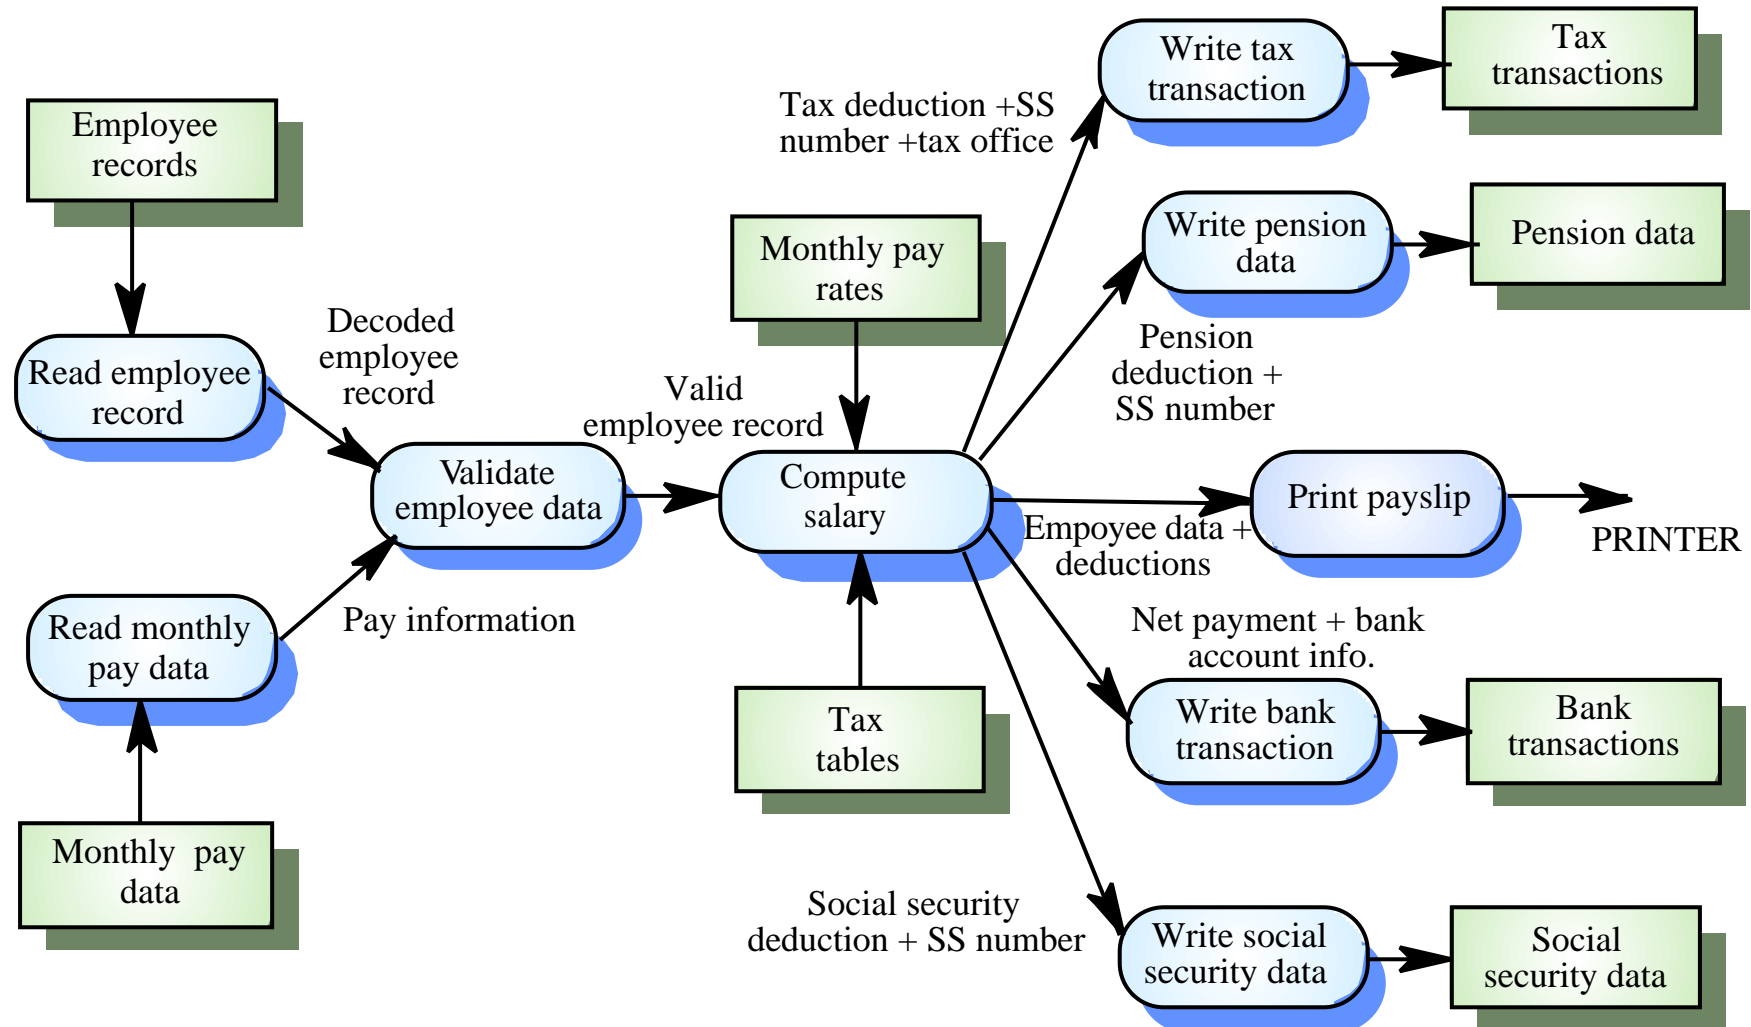 Employee
records
Read employee
record
Decoded
employee
record
Read monthly
pay data
Pay information
Monthly pay
data
Validate
employee data
Valid
employee record
Monthly pay
rates
Compute
salary
Tax
tables
Tax deduction +SS
number +tax office
Write tax
transaction
Tax
transactions
Write pension
data
Pension data
Pension
deduction +
SS number
Empoyee data +
deductions
Print payslip
PRINTER
Net payment + bank
account info.
Write bank
transaction
Bank
transactions
Social security
deduction + SS number
Write social
security data
Social
security data